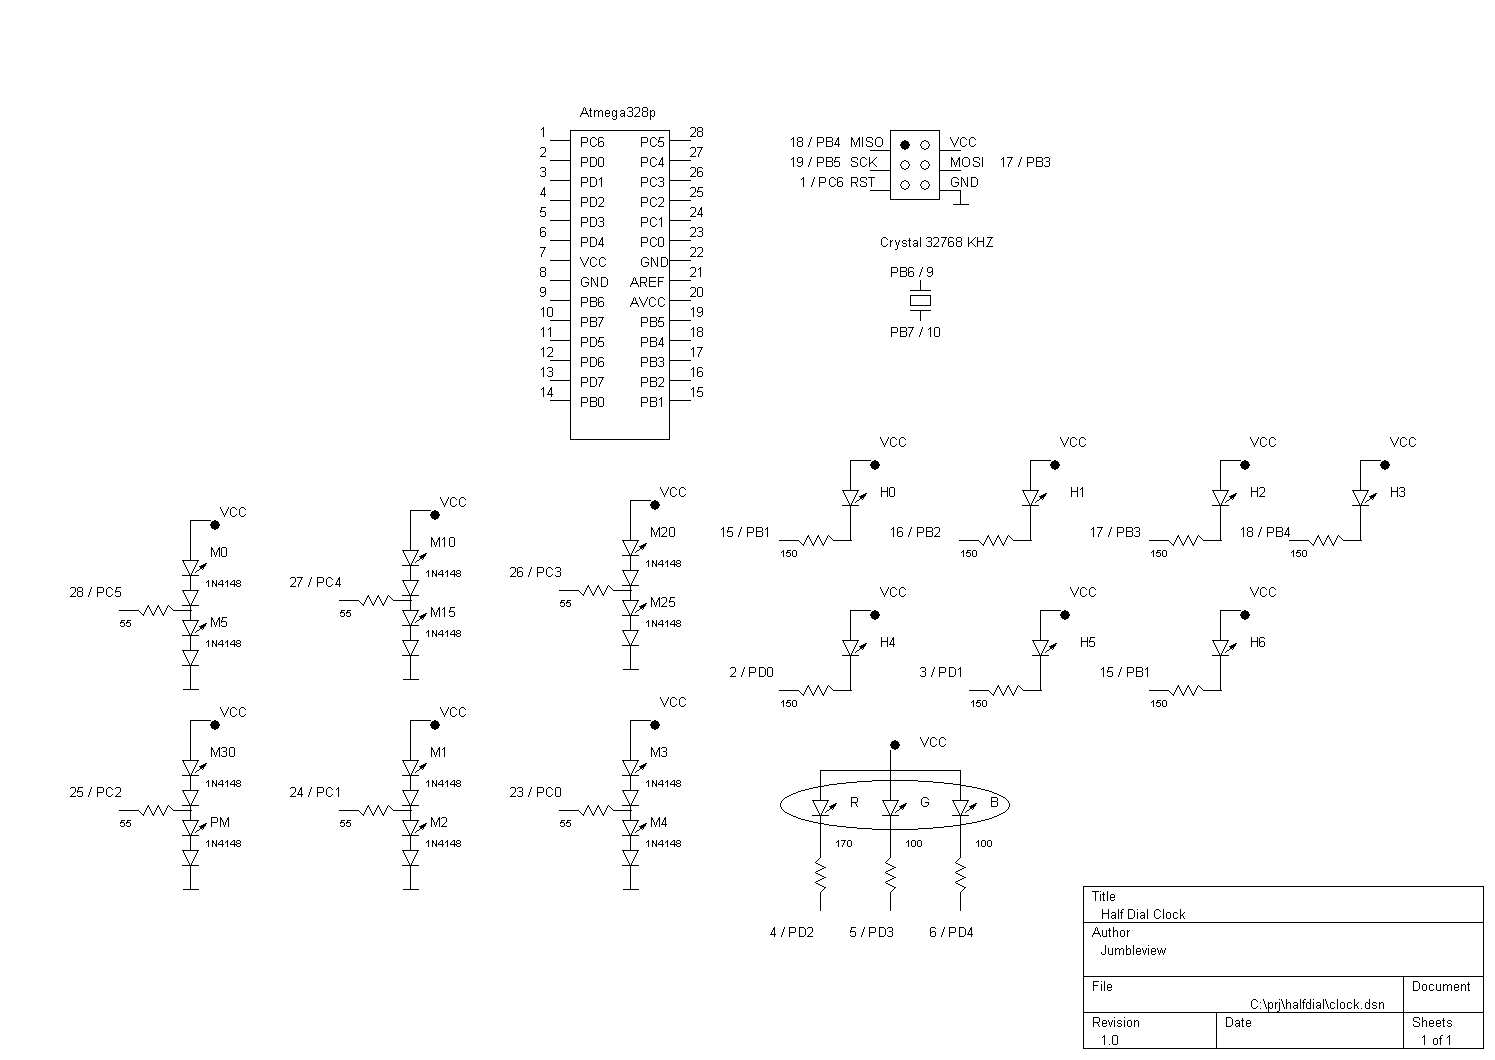 Atmega328p
1 PC6 PC5 28
2 PD0 PC4 27
3 PD1 PC3 26
4 PD2 PC2 25
5 PD3 PC1 24
6 PD4 PC0 23
7 VCC GND 22
8 GND AREF 21
9 PB6 AVCC 20
10 PB7 PB5 19
11 PD5 PB4 18
12 PD6 PB3 17
13 PD7 PB2 16
14 PB0 PB1 15
18 / PB4 MISO VCC
19 / PB5 SCK MOSI 17 / PB3
1 / PC6 RST GND
Crystal 32768 KHZ
PB6 / 9
PB7 / 10
VCC
M0
1N4148
28 / PC5
55
M5
1N4148
VCC
M10
1N4148
27 / PC4
55
M15
1N4148
VCC
M20
1N4148
26 / PC3
55
M25
1N4148
VCC
H0
15 / PB1
150
VCC
H1
16 / PB2
150
VCC
H2
17 / PB3
150
VCC
H3
18 / PB4
150
VCC
H4
2 / PD0
150
VCC
H5
3 / PD1
150
VCC
H6
15 / PB1
150
VCC
M30
1N4148
25 / PC2
55
PM
1N4148
VCC
M1
1N4148
24 / PC1
55
M2
1N4148
VCC
M3
1N4148
23 / PC0
55
M4
1N4148
VCC
R G B
170 100 100
4 / PD2 5 / PD3 6 / PD4
Title
Half Dial Clock
Author
Jumbleview
File Document
C:\prj\halfdial\clock.dsn
Revision Date Sheets
1.0 1 of 1